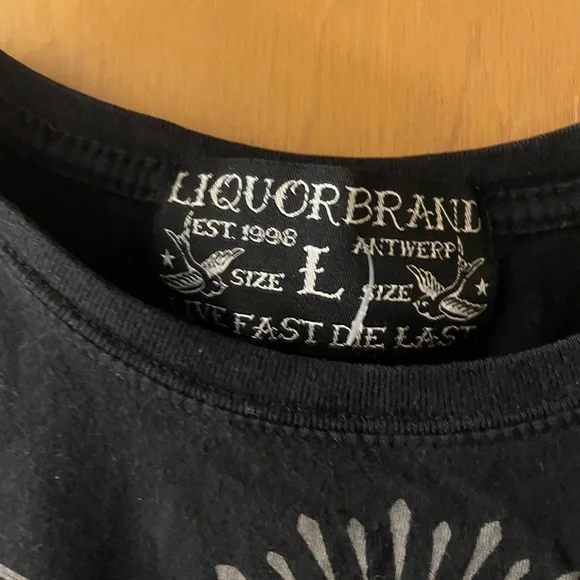 LIQUORBRAND
EST. 1998 ANTWERP
SIZE L SIZE
LIVE FAST DIE LAST